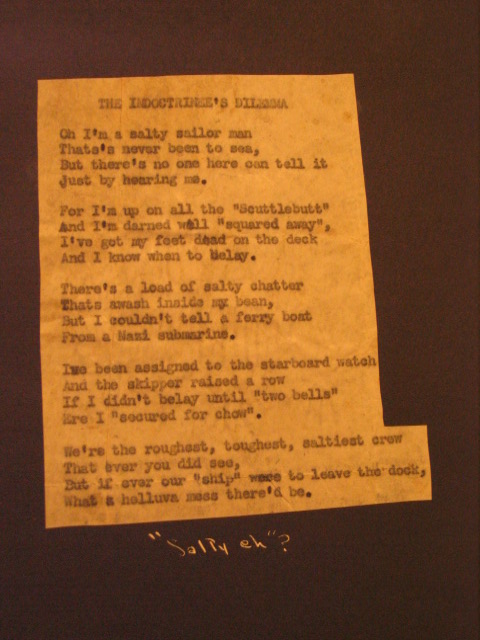 THE INDOCTRINEE'S DILEMMA
Oh I'm a salty sailor man
Thats's never been to sea,
But there's no one here can tell it
Just by hearing me.
For I'm up on all the "Scuttlebutt"
And I'm darned well "squared away",
I've got my feet dead on the deck
And I know when to belay.
There's a load of salty chatter
Thats awash inside my bean,
But I couldn't tell a ferry boat
From a Nazi submarine.
Ive been assigned to the starboard watch
And the skipper raised a row
If I didn't belay until "two bells"
Ere I "secured for chow".
We're the roughest, toughest, saltiest crew
That ever you did see,
But if ever our "ship" were to leave the dock,
What a helluva mess there'd be.
"Salty eh"?